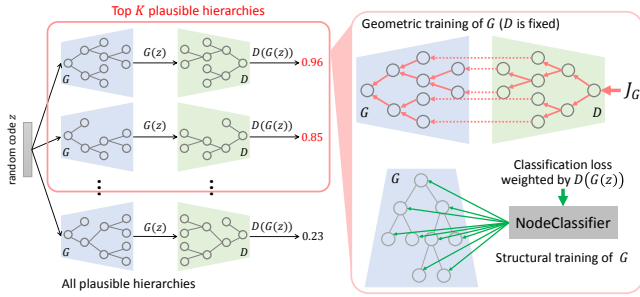 Top K plausible hierarchies
random code z
G
G(z)
D
D(G(z))
0.96
G
G(z)
D
D(G(z))
0.85
G
G(z)
D
D(G(z))
0.23
All plausible hierarchies
Geometric training of G (D is fixed)
G
D
J_G
G
Classification loss
weighted by D(G(z))
NodeClassifier
Structural training of G